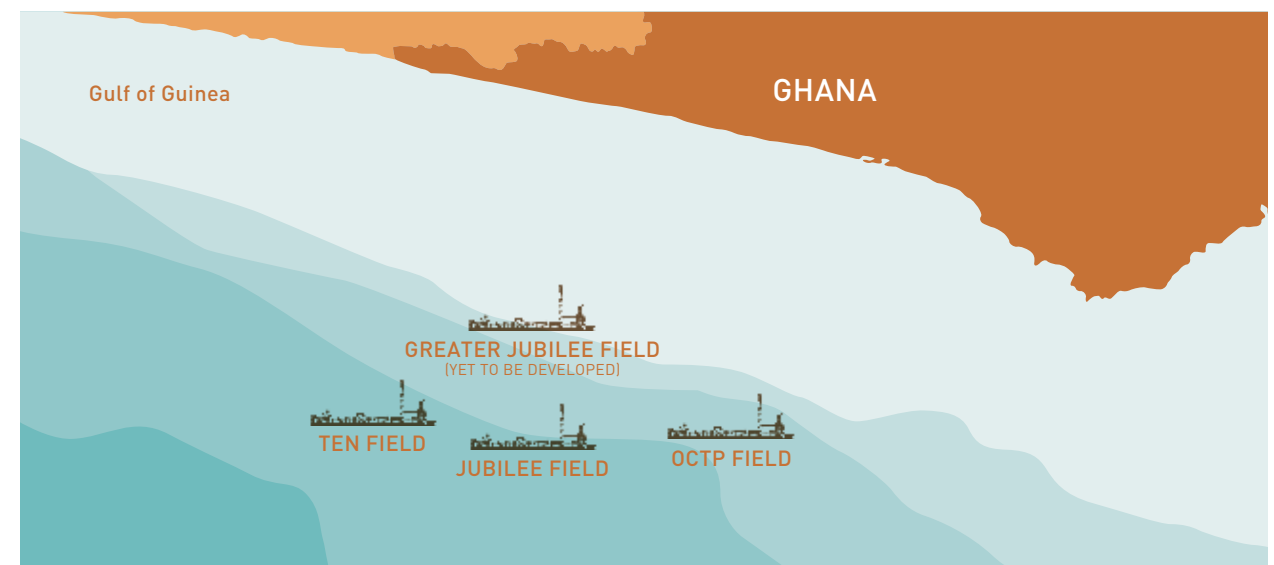 Gulf of Guinea
GHANA
GREATER JUBILEE FIELD
(YET TO BE DEVELOPED)
TEN FIELD
JUBILEE FIELD
OCTP FIELD